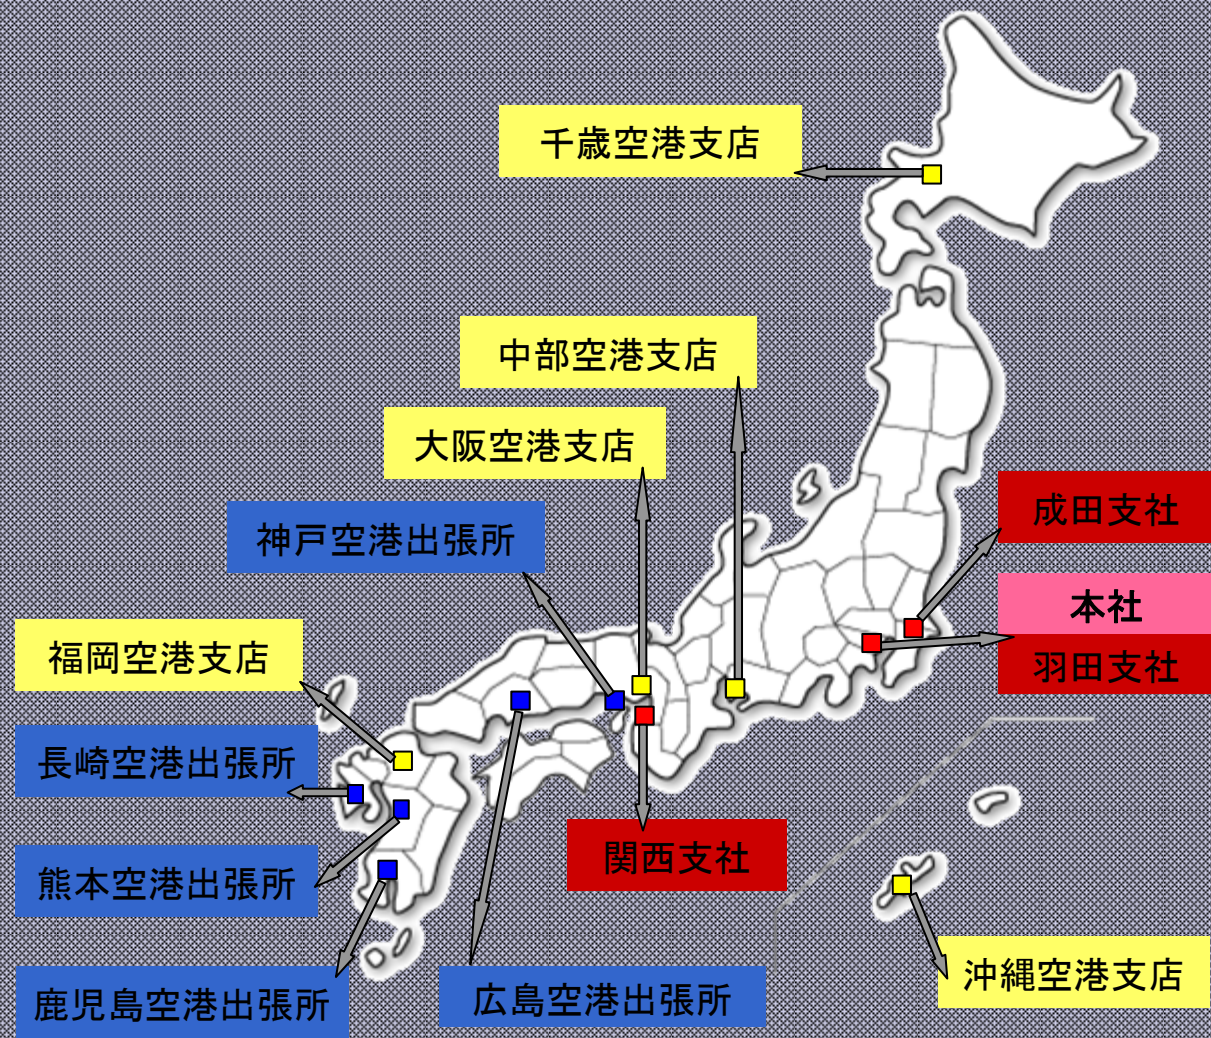 千歳空港支店
中部空港支店
大阪空港支店
成田支社
神戸空港出張所
本社
福岡空港支店
羽田支社
長崎空港出張所
関西支社
熊本空港出張所
沖縄空港支店
鹿児島空港出張所
広島空港出張所